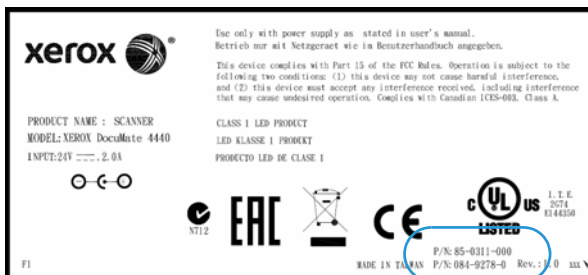 xerox
Use only with power supply as stated in user's manual.
Betrieb nur mit Netzgeraet wie im Benutzerhandbuch angegeben.
This device complies with Part 15 of the FCC Rules. Operation is subject to the
following two conditions: (1) this device may not cause harmful interference,
and (2) this device must accept any interference received, including interference
that may cause undesired operation. Complies with Canadian ICES-003. Class A.
PRODUCT NAME : SCANNER
MODEL: XEROX DocuMate 4440
INPUT:24V ⎓, 2.0A
CLASS 1 LED PRODUCT
LED KLASSE 1 PRODUKT
PRODUCTO LED DE CLASE 1
N712
EAC
CE
c UL US
LISTED
I.T.E.
2G74
E144350
P/N: 85-0311-000
F1
MADE IN TAIWAN P/N: 084-9278-0 Rev.: 1.0